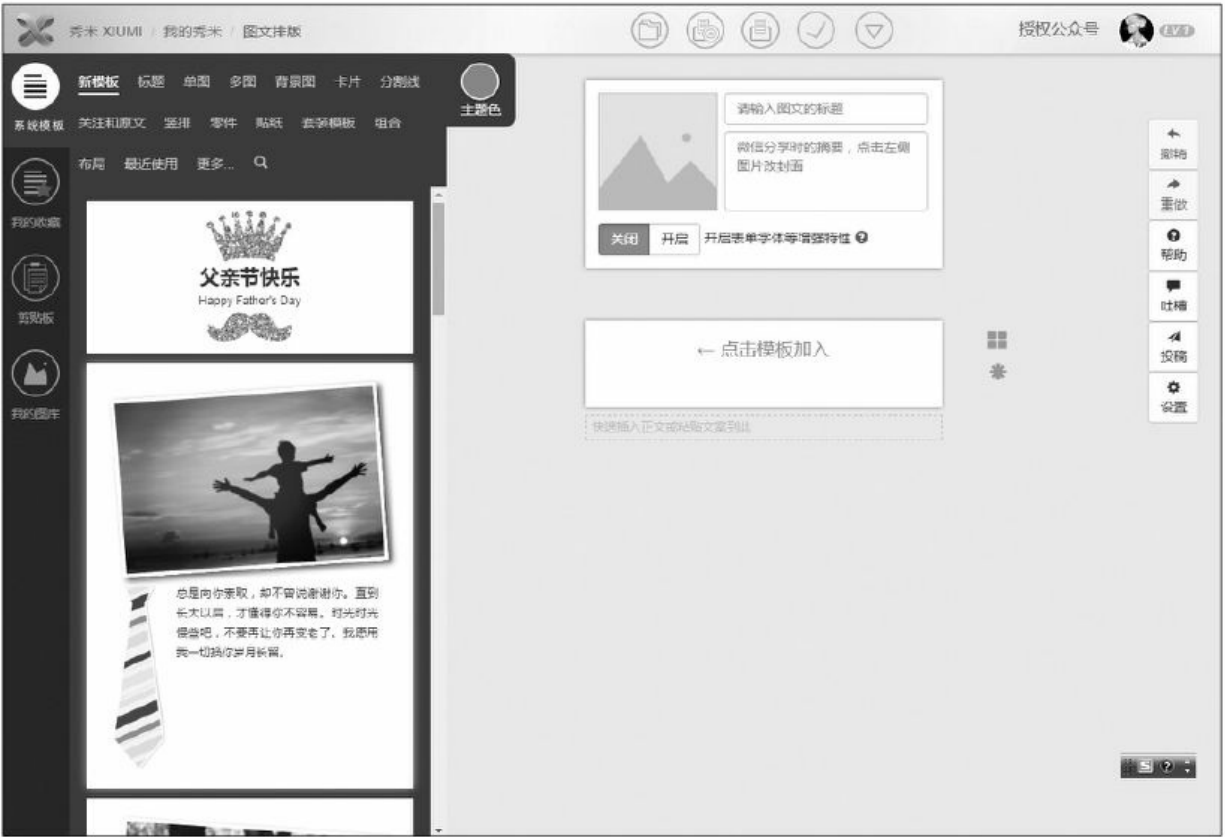 秀米 XIUMI / 我的秀米 / 图文排版
授权公众号
LV 1
系统模板
我的收藏
剪贴板
我的图库
新模板 标题 单图 多图 背景图 卡片 分割线
关注和原文 竖排 零件 贴纸 套装模板 组合
布局 最近使用 更多...
主题色
父亲节快乐
Happy Father's Day
总是向你索取，却不曾说谢谢你。直到
长大以后，才懂得你不容易。时光时光
慢些吧，不要再让你再变老了。我愿用
我一切换你岁月长留。
请输入图文的标题
微信分享时的摘要，点击左侧
图片改封面
关闭 开启 开启表单字体等增强特性
← 点击模板加入
快速插入正文或粘贴文案到此
撤销
重做
帮助
吐槽
投稿
设置